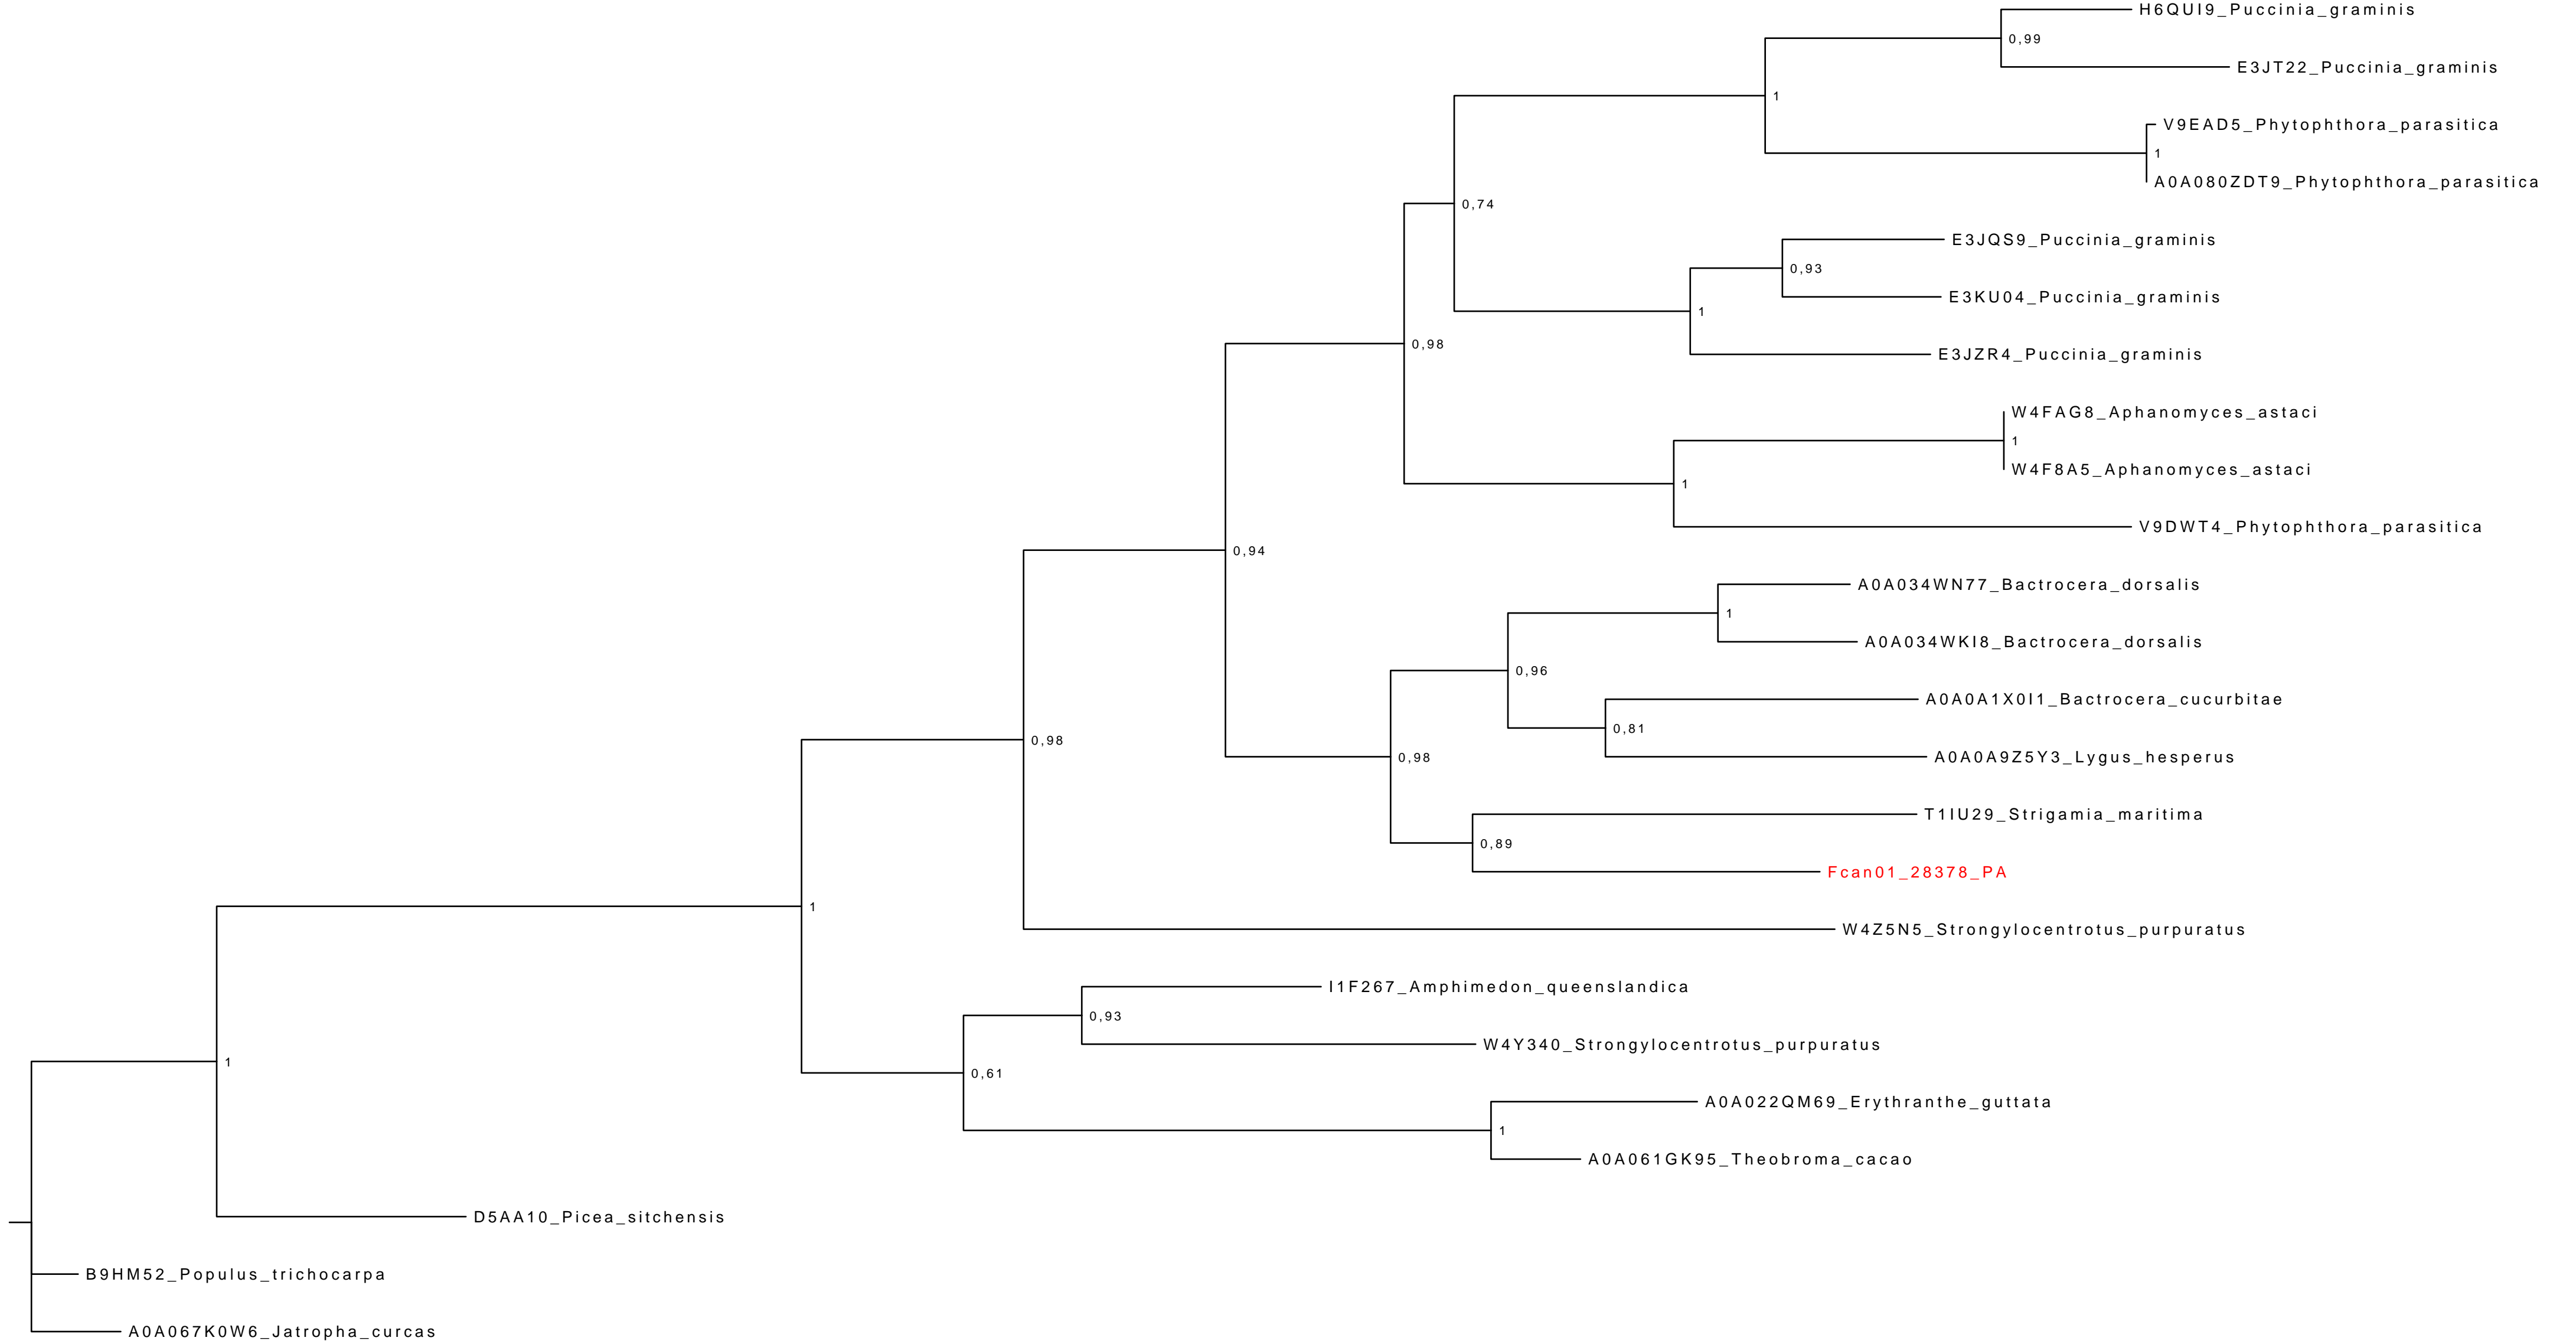 H6QUI9_Puccinia_graminis
0,99
E3JT22_Puccinia_graminis
1
V9EAD5_Phytophthora_parasitica
1
A0A080ZDT9_Phytophthora_parasitica
0,74
E3JQS9_Puccinia_graminis
0,93
E3KU04_Puccinia_graminis
1
0,98
E3JZR4_Puccinia_graminis
W4FAG8_Aphanomyces_astaci
1
W4F8A5_Aphanomyces_astaci
1
V9DWT4_Phytophthora_parasitica
0,94
A0A034WN77_Bactrocera_dorsalis
1
A0A034WKI8_Bactrocera_dorsalis
0,96
A0A0A1X0I1_Bactrocera_cucurbitae
0,81
0,98
0,98
A0A0A9Z5Y3_Lygus_hesperus
T1IU29_Strigamia_maritima
0,89
Fcan01_28378_PA
1
W4Z5N5_Strongylocentrotus_purpuratus
I1F267_Amphimedon_queenslandica
0,93
W4Y340_Strongylocentrotus_purpuratus
1
0,61
A0A022QM69_Erythranthe_guttata
1
A0A061GK95_Theobroma_cacao
D5AA10_Picea_sitchensis
B9HM52_Populus_trichocarpa
A0A067K0W6_Jatropha_curcas